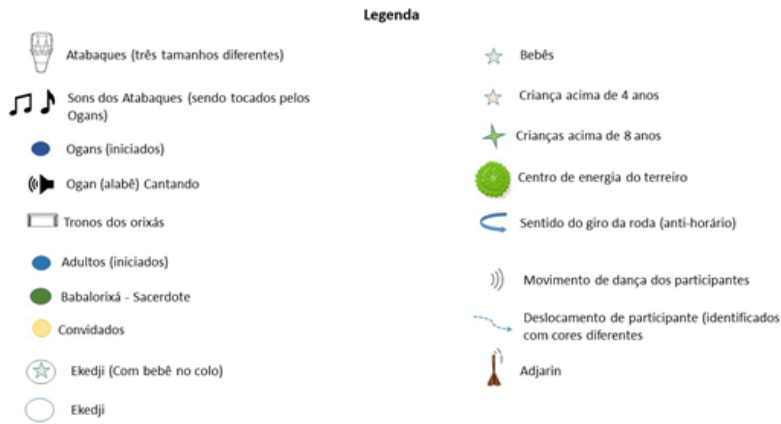 Legenda
Atabaques (três tamanhos diferentes)
Sons dos Atabaques (sendo tocados pelos
Ogans)
Ogans (iniciados)
Ogan (alabê) Cantando
Tronos dos orixás
Adultos (iniciados)
Babalorixá - Sacerdote
Convidados
Ekedji (Com bebê no colo)
Ekedji
Bebês
Criança acima de 4 anos
Crianças acima de 8 anos
Centro de energia do terreiro
Sentido do giro da roda (anti-horário)
Movimento de dança dos participantes
Deslocamento de participante (identificados
com cores diferentes
Adjarin